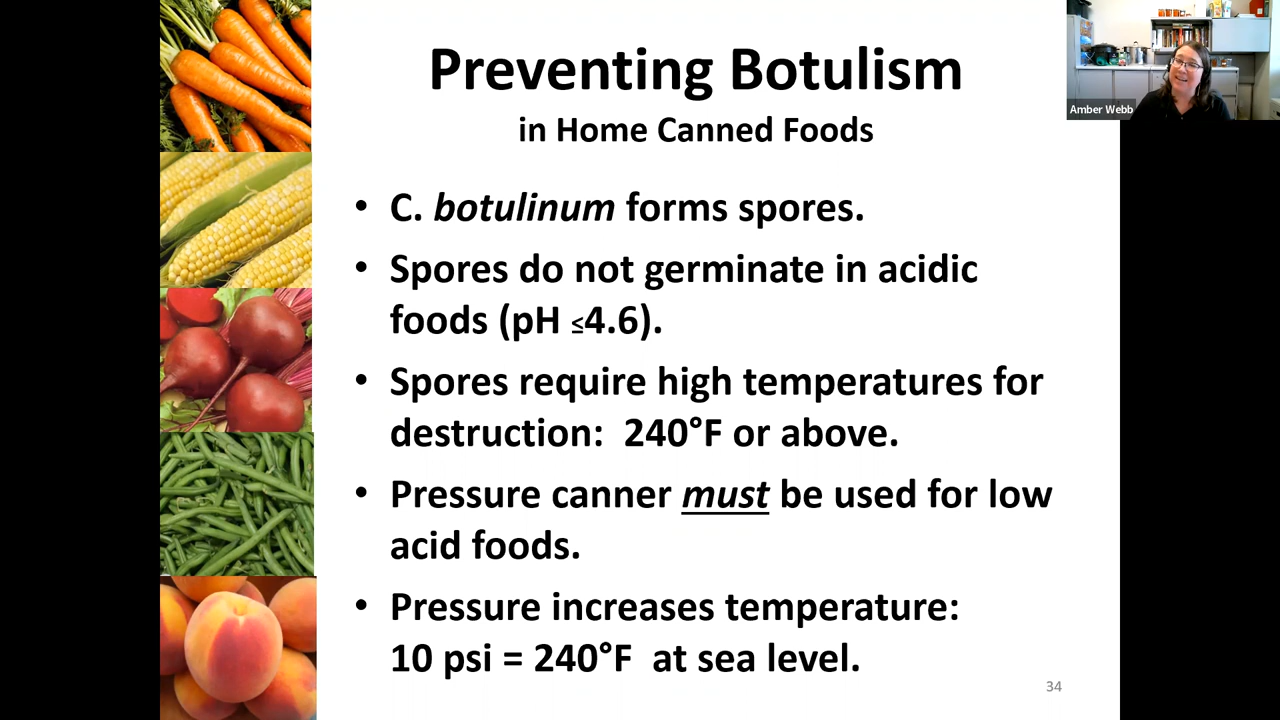 Preventing Botulism
in Home Canned Foods
Amber Webb
• C. botulinum forms spores.
• Spores do not germinate in acidic
foods (pH ≤4.6).
• Spores require high temperatures for
destruction:  240°F or above.
• Pressure canner must be used for low
acid foods.
• Pressure increases temperature:
10 psi = 240°F  at sea level.
34